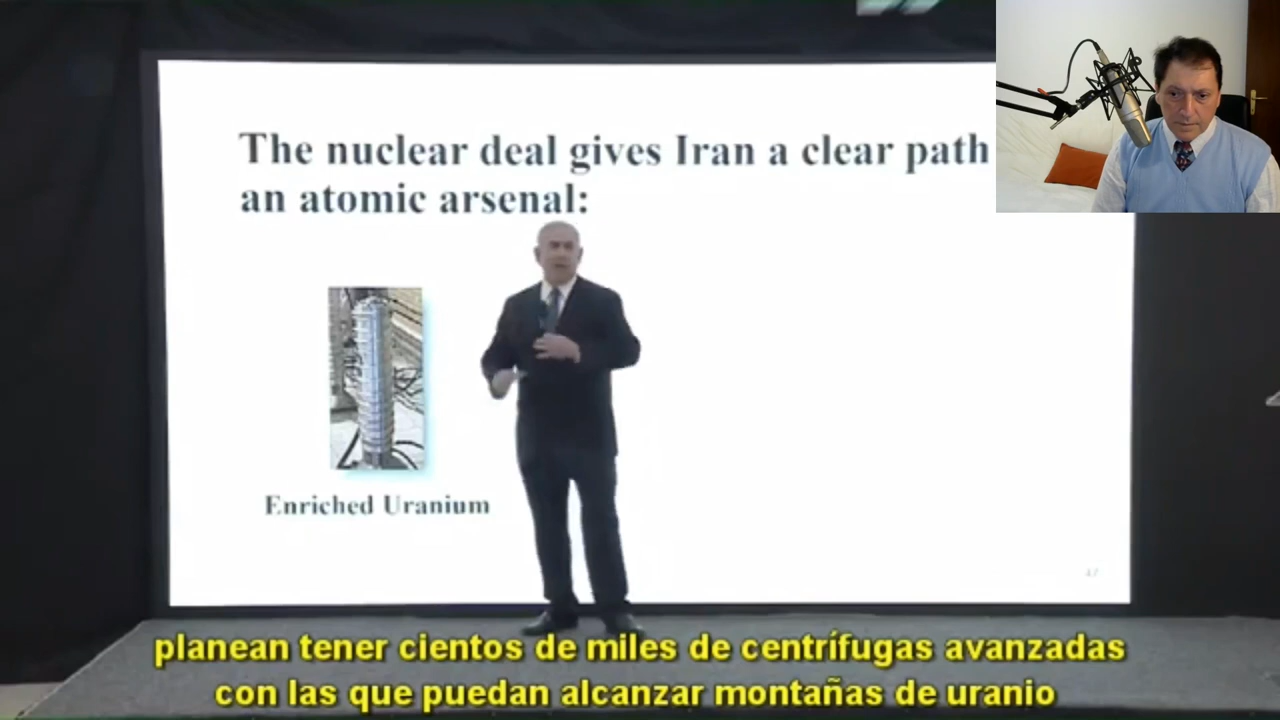 The nuclear deal gives Iran a clear path
an atomic arsenal:
Enriched Uranium
47
planean tener cientos de miles de centrífugas avanzadas
con las que puedan alcanzar montañas de uranio